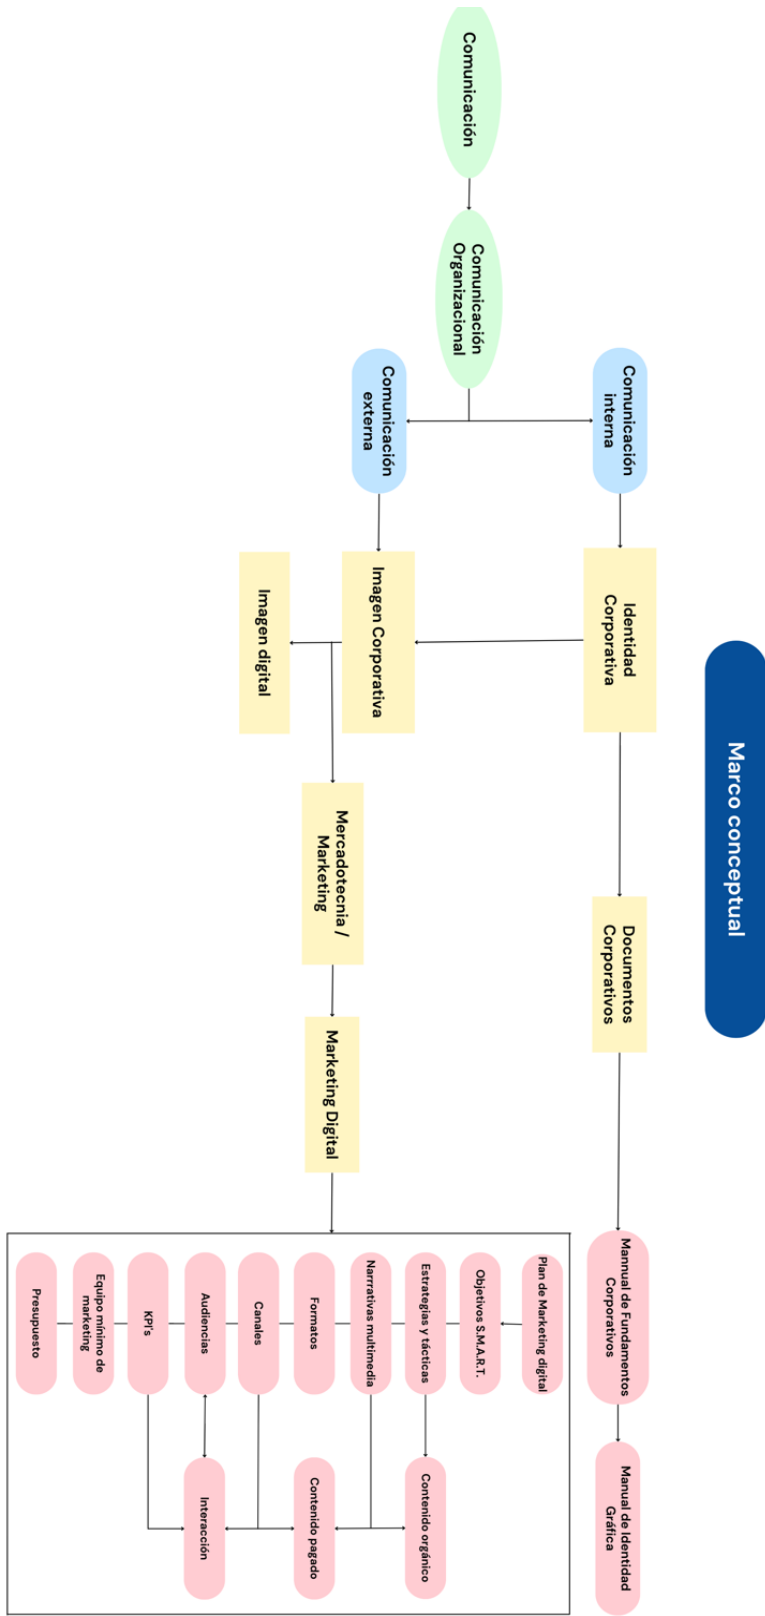 Marco conceptual
Comunicación
Comunicación
Organizacional
Comunicación
interna
Comunicación
externa
Identidad
Corporativa
Imagen Corporativa
Imagen digital
Documentos
Corporativos
Mercadotecnia /
Marketing
Marketing Digital
Mannual de Fundamentos
Corporativos
Manual de Identidad
Gráfica
Plan de Marketing digital
Objetivos S.M.A.R.T.
Estrategias y tácticas
Narrrativas multimedia
Formatos
Canales
Audiencias
KPI's
Equipo mínimo de
marketing
Presupuesto
Contenido orgánico
Contenido pagado
Interacción